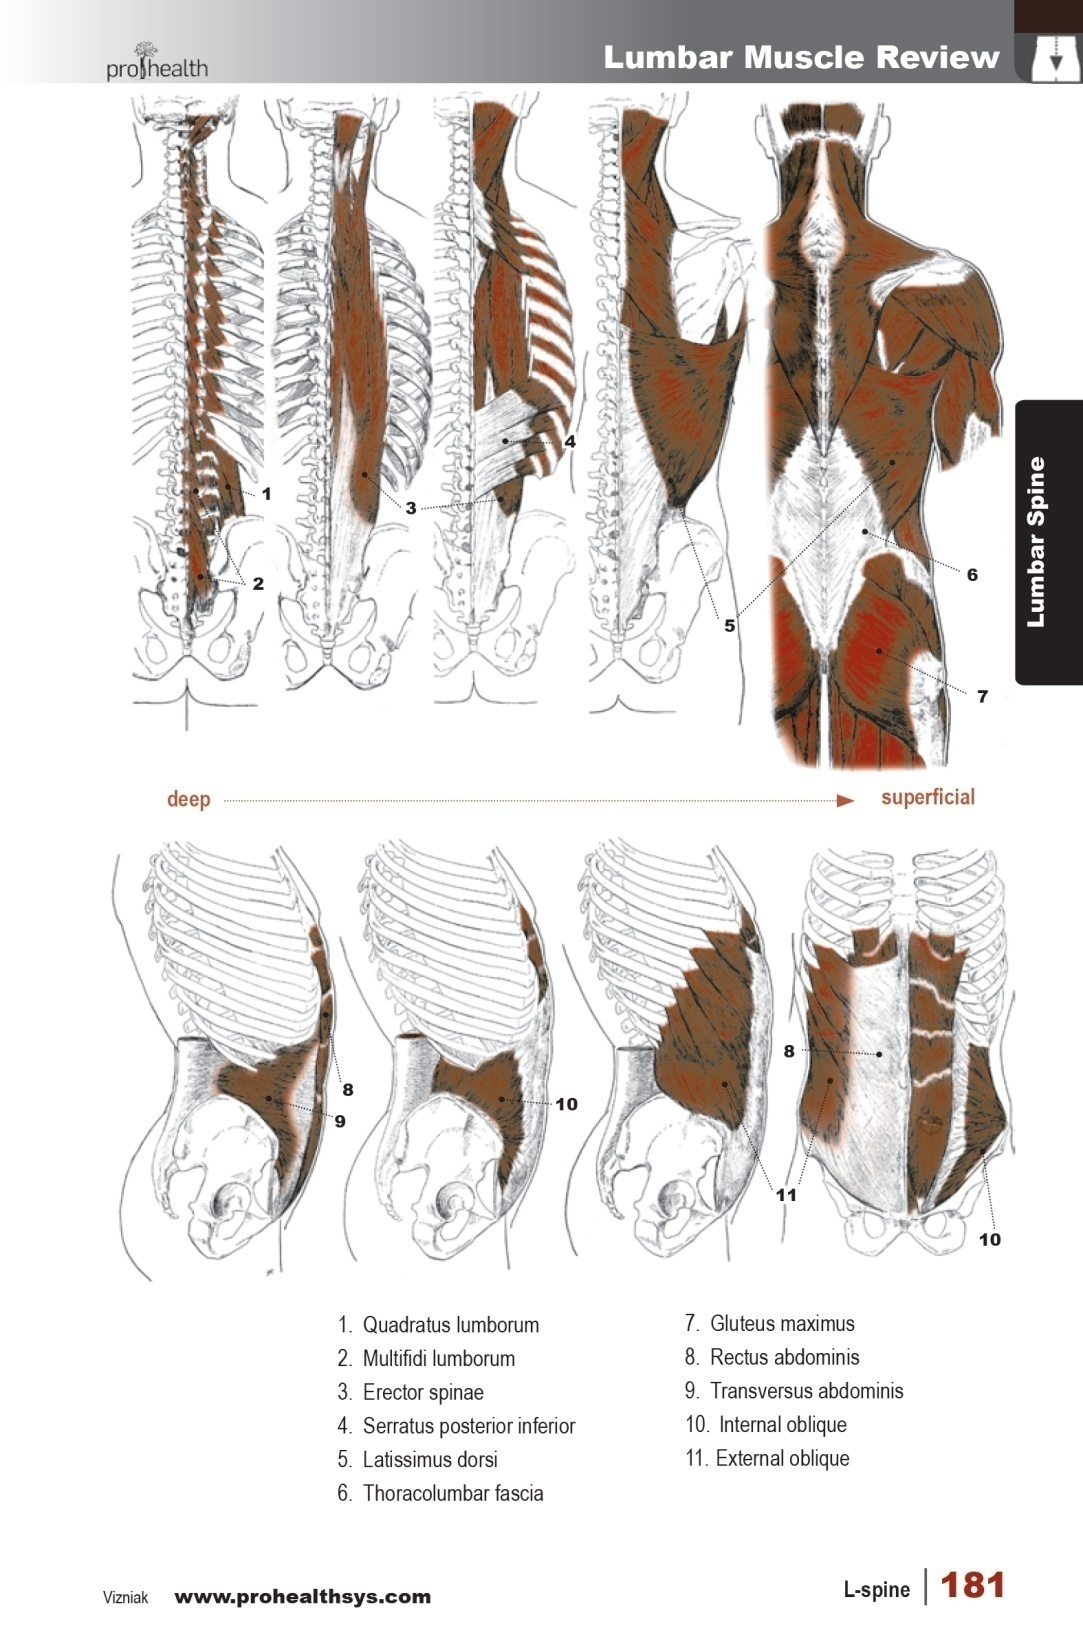 prohealth
Lumbar Muscle Review
1
2
3
4
5
6
7
Lumbar Spine
deep
superficial
8
9
10
11
8
10
1. Quadratus lumborum
2. Multifidi lumborum
3. Erector spinae
4. Serratus posterior inferior
5. Latissimus dorsi
6. Thoracolumbar fascia
7. Gluteus maximus
8. Rectus abdominis
9. Transversus abdominis
10. Internal oblique
11. External oblique
Vizniak www.prohealthsys.com
L-spine 181